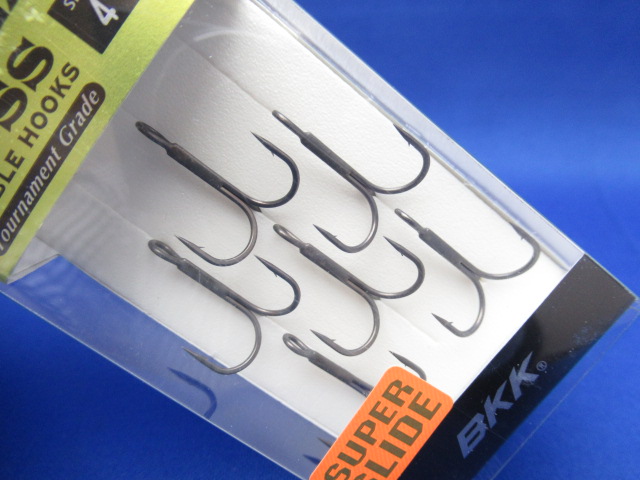 4
SS
BLE HOOKS
Tournament Grade
SUPER
SLIDE
BKK®